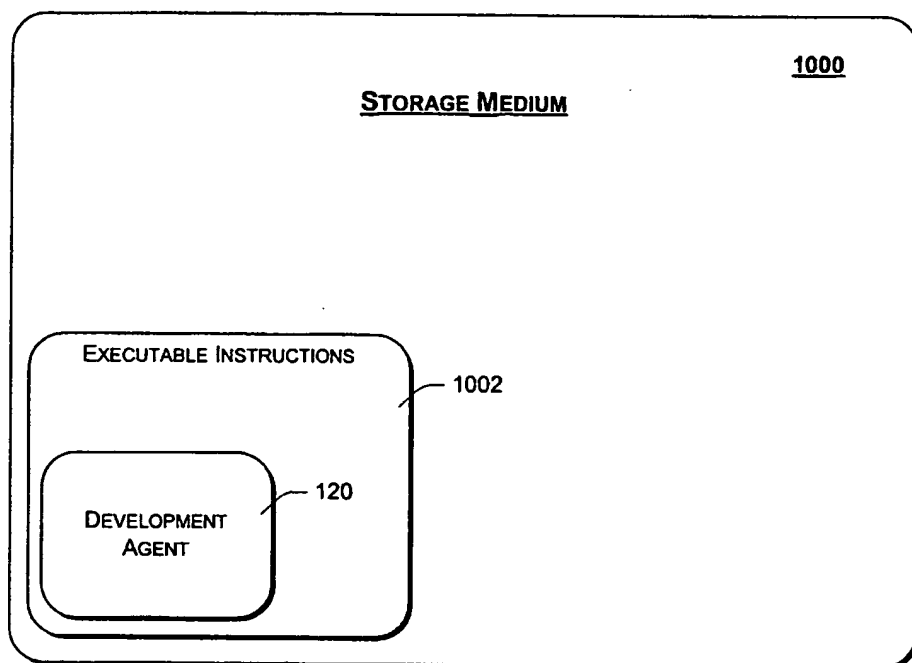 1000
STORAGE MEDIUM
EXECUTABLE INSTRUCTIONS
1002
120
DEVELOPMENT
AGENT